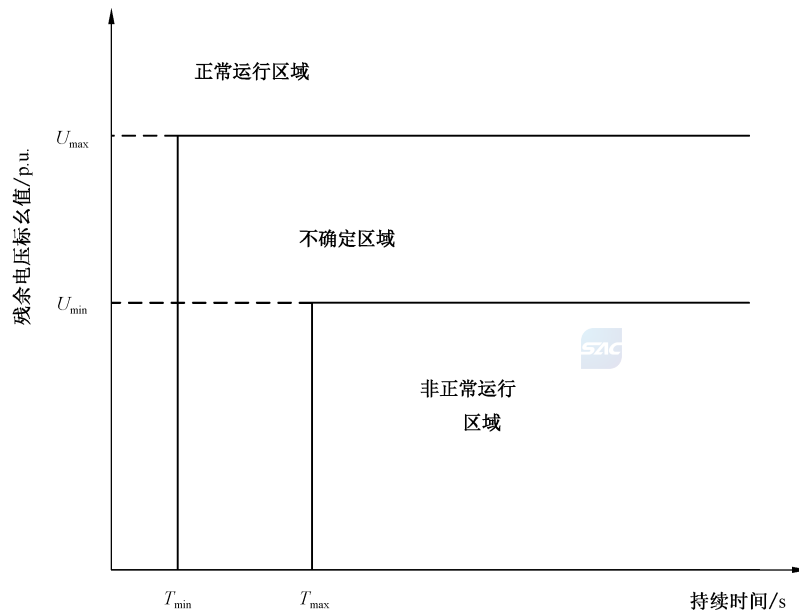 正常运行区域
Umax
不确定区域
Umin
残余电压标幺值/p.u.
SAC
非正常运行
区域
Tmin
Tmax
持续时间/s